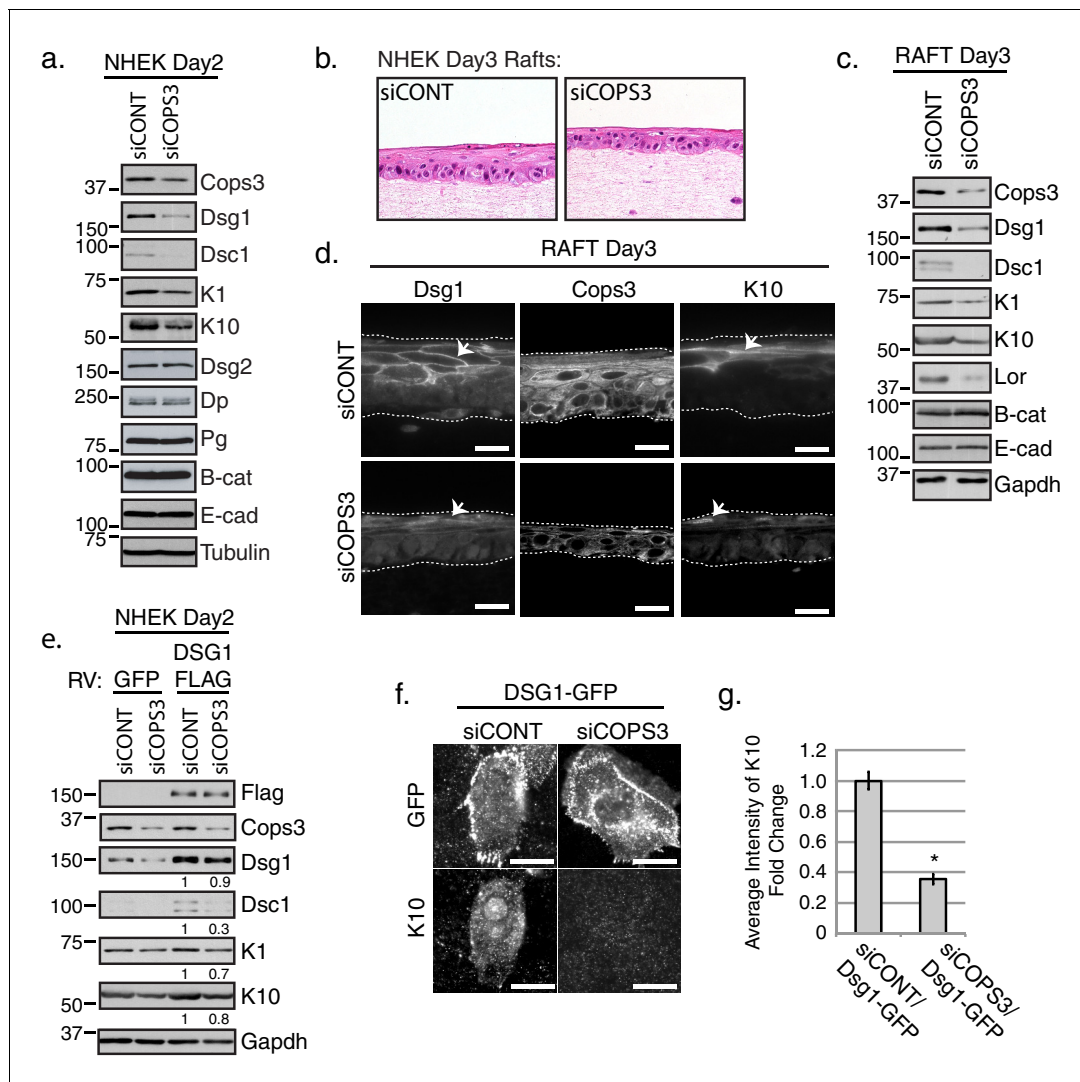 a.
NHEK Day2
siCONT
siCOPS3
37
Cops3
150
Dsg1
100
Dsc1
75
K1
50
K10
150
Dsg2
250
Dp
75
Pg
100
B-cat
100
E-cad
75
Tubulin
b.
NHEK Day3 Rafts:
siCONT
siCOPS3
c.
RAFT Day3
siCONT
siCOPS3
37
Cops3
150
Dsg1
100
Dsc1
75
K1
50
K10
37
Lor
100
B-cat
100
E-cad
37
Gapdh
d.
RAFT Day3
Dsg1 Cops3 K10
siCONT
siCOPS3
e.
NHEK Day2
DSG1
RV: GFP FLAG
siCONT
siCOPS3
siCONT
siCOPS3
150 Flag
37 Cops3
150 Dsg1
1 0.9
100 Dsc1
1 0.3
75 K1
1 0.7
50 K10
1 0.8
37 Gapdh
f.
DSG1-GFP
siCONT siCOPS3
GFP
K10
g.
Average Intensity of K10
Fold Change
1.2
1.0
0.8
0.6
0.4
0.2
0
*
siCONT/
Dsg1-GFP
siCOPS3/
Dsg1-GFP